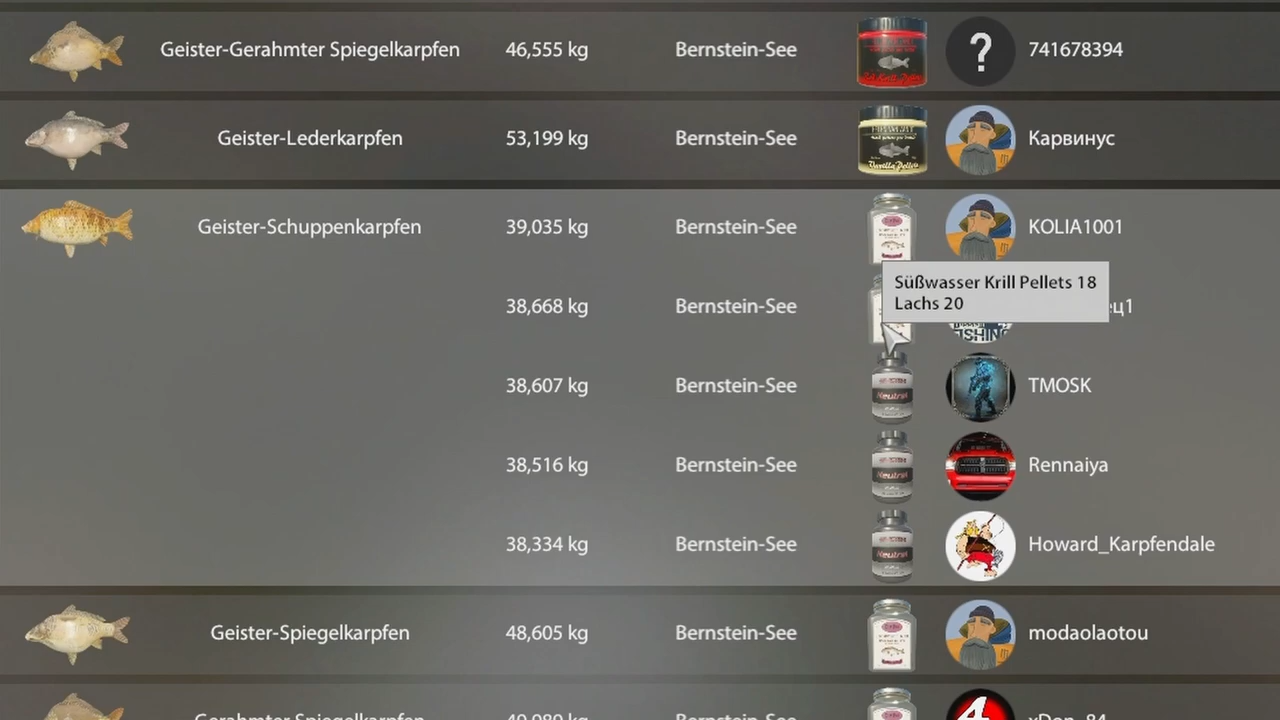 Geister-Gerahmter Spiegelkarpfen 46,555 kg Bernstein-See ? 741678394
Geister-Lederkarpfen 53,199 kg Bernstein-See Карвинус
Geister-Schuppenkarpfen 39,035 kg Bernstein-See KOLIA1001
Süßwasser Krill Pellets 18
Lachs 20
38,668 kg Bernstein-See
38,607 kg Bernstein-See Neutral TMOSK
38,516 kg Bernstein-See Neutral Rennaiya
38,334 kg Bernstein-See Neutral Howard_Karpfendale
Geister-Spiegelkarpfen 48,605 kg Bernstein-See modaolaotou